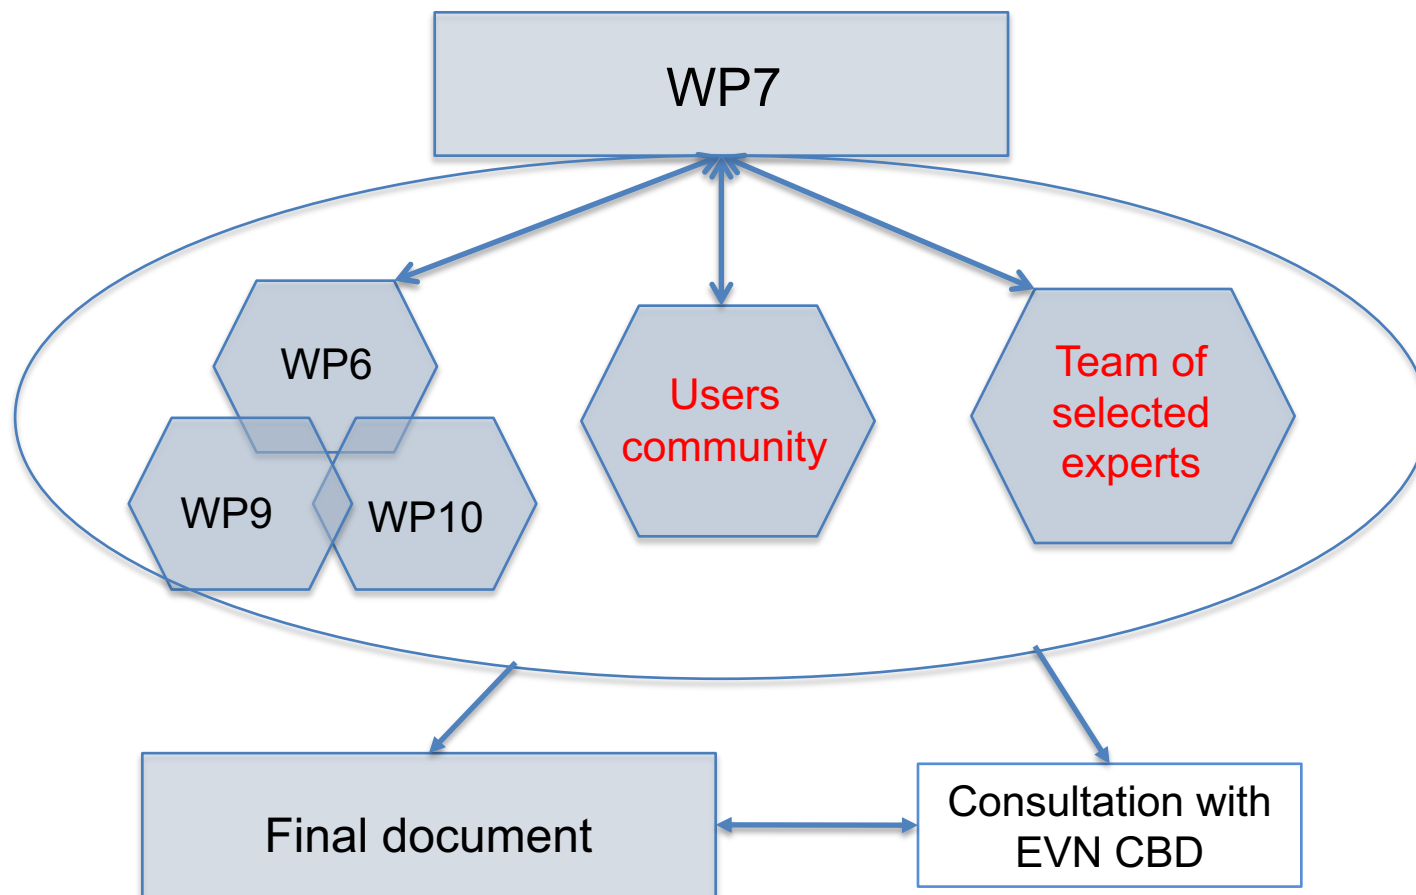 WP7
WP6
WP9
WP10
Users
community
Team of
selected
experts
Final document
Consultation with
EVN CBD